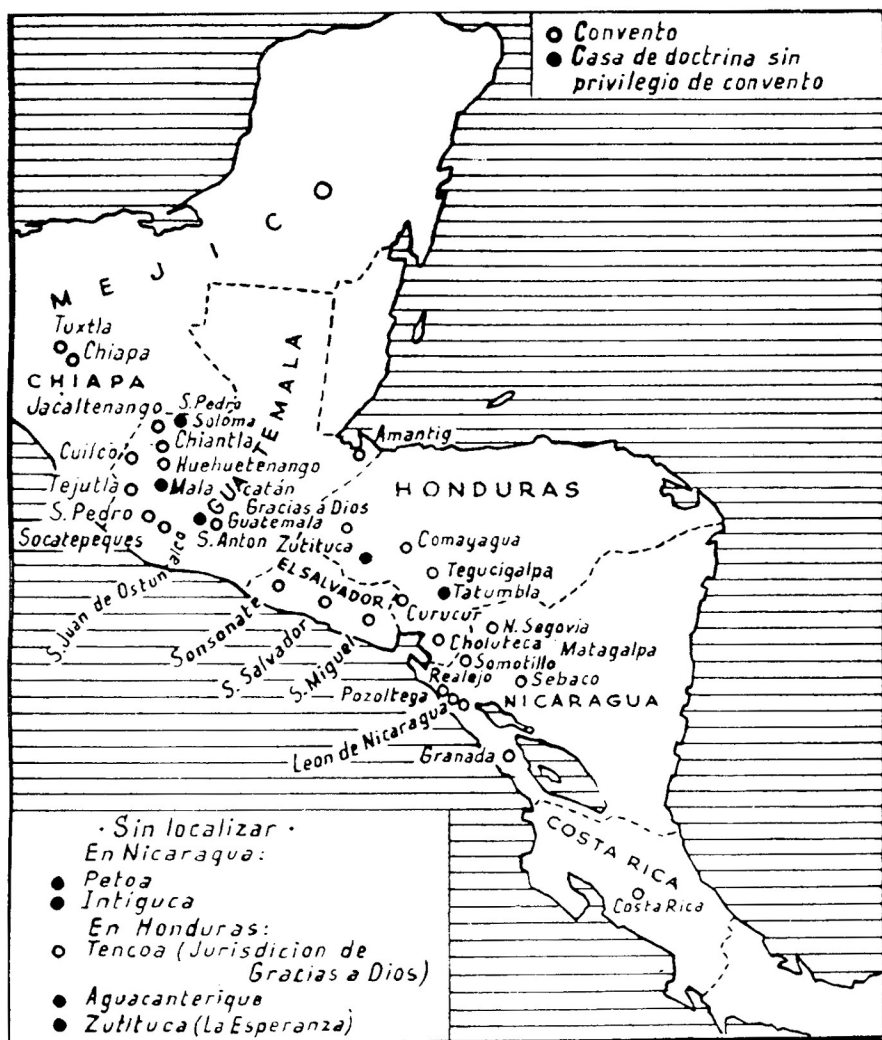 Convento
Casa de doctrina sin
privilegio de convento
MEJICO
Tuxtla
Chiapa
CHIAPA
S. Pedro
Jacaltenango
Soloma
Chiantla
Cuilco
Huehuetenango
Tejutla
Malacatán
GUATEMALA
S. Pedro
Socatepeques
Guatemala
S. Anton
S. Juan de Ostuncalco
Amantig
HONDURAS
Gracias a Dios
Zutituca
Comayagua
Tegucigalpa
Tatumbla
EL SALVADOR
Sonsonate
S. Salvador
S. Miguel
Curucur
N. Segovia
Choluteca
Matagalpa
Somotillo
Realejo
Sebaco
Pozoltega
NICARAGUA
Leon de Nicaragua
Granada
COSTA RICA
Costa Rica
· Sin localizar ·
En Nicaragua:
Petoa
Intiguca
En Honduras:
Tencoa (Jurisdicion de
Gracias a Dios)
Aguacanterique
Zutituca (La Esperanza)